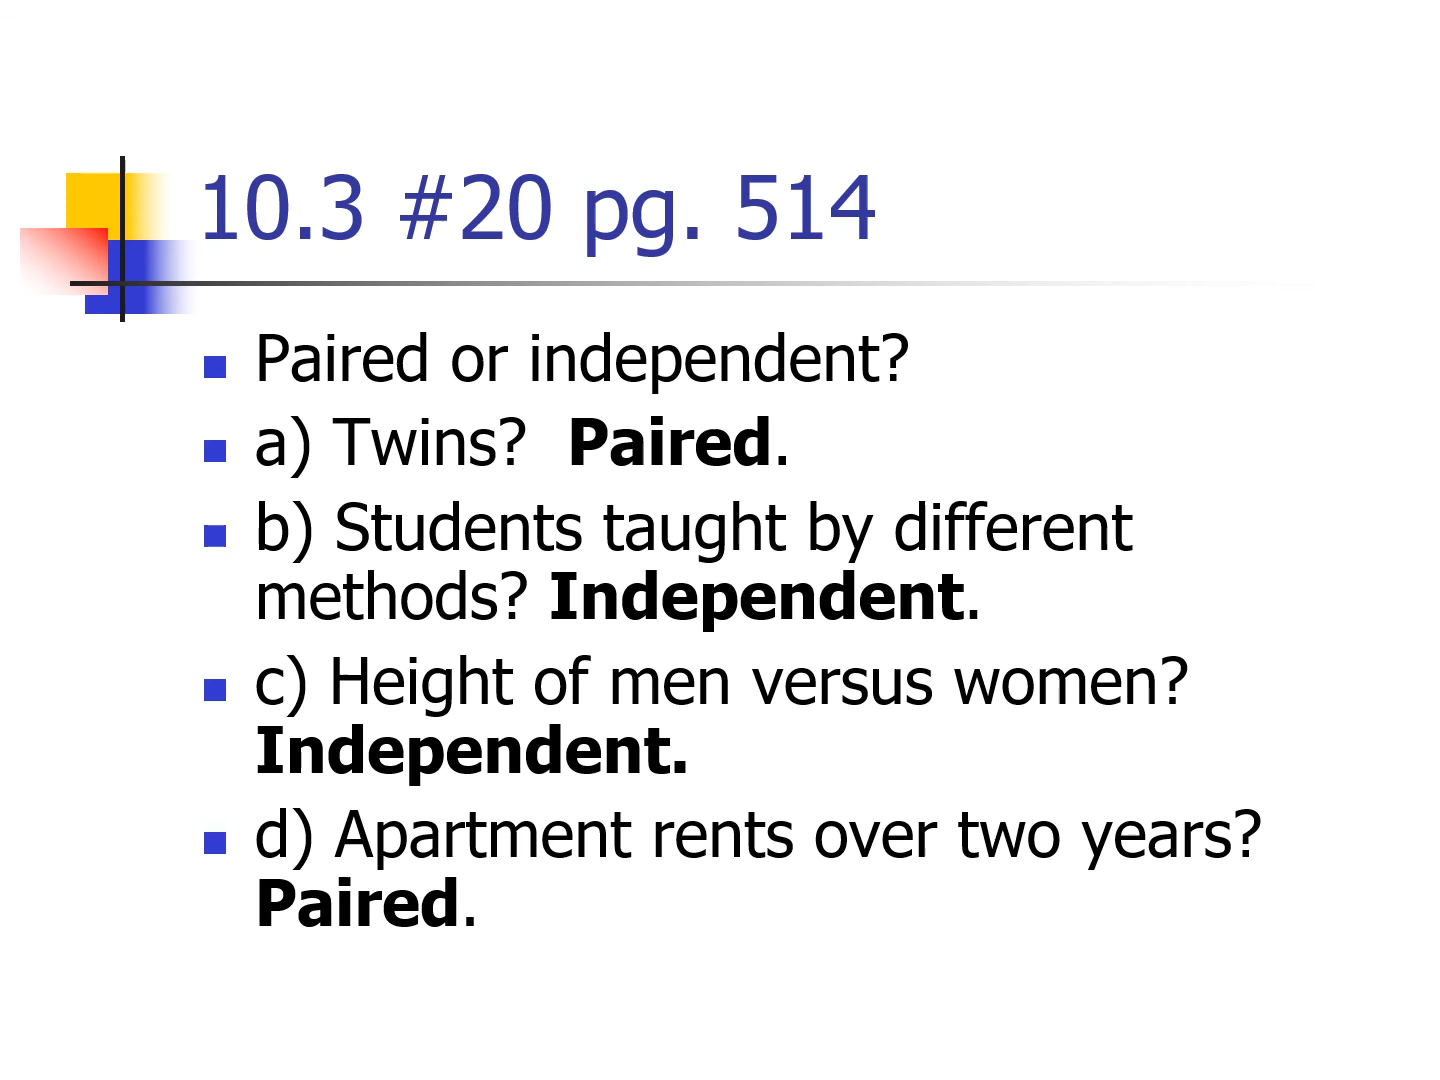 10.3 #20 pg. 514
Paired or independent?
a) Twins?  Paired.
b) Students taught by different
methods? Independent.
c) Height of men versus women?
Independent.
d) Apartment rents over two years?
Paired.